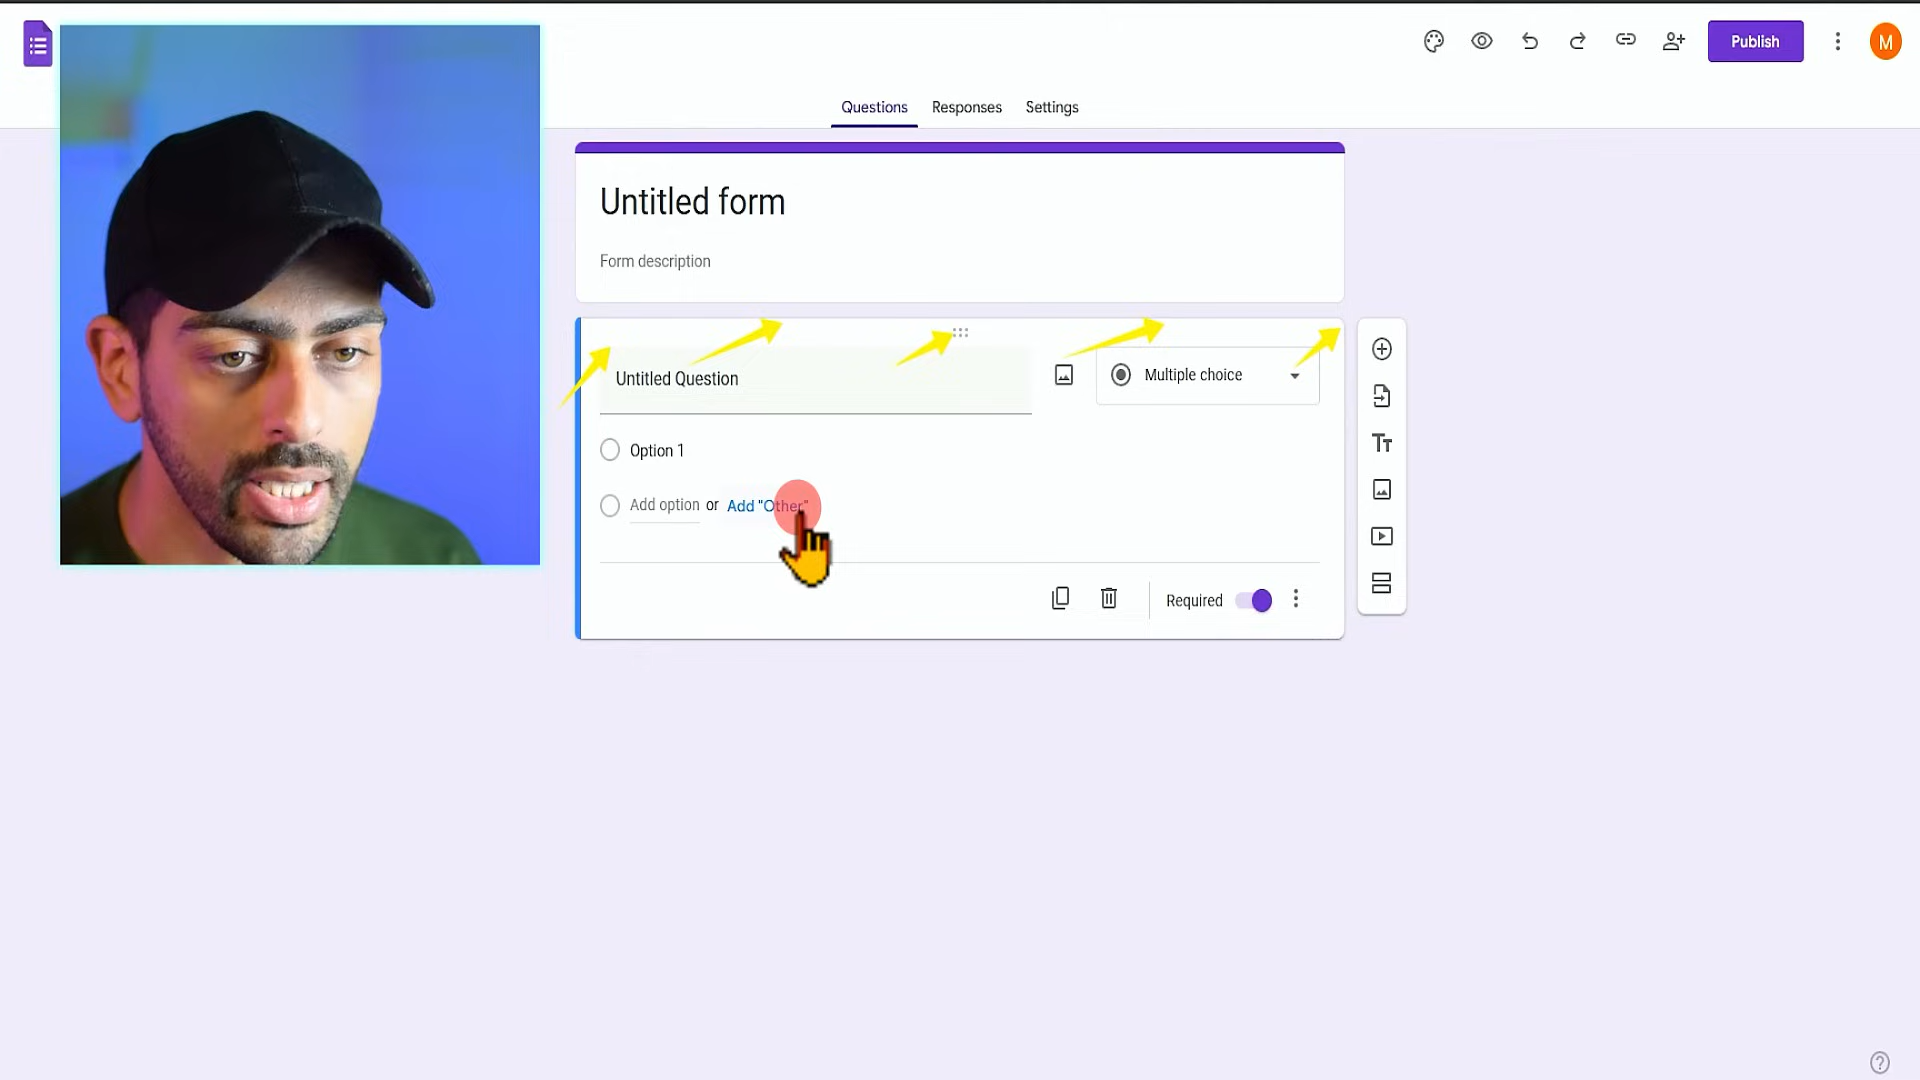 Publish
M
Questions Responses Settings
Untitled form
Form description
Untitled Question
Multiple choice
Option 1
Add option or Add "Other"
Required